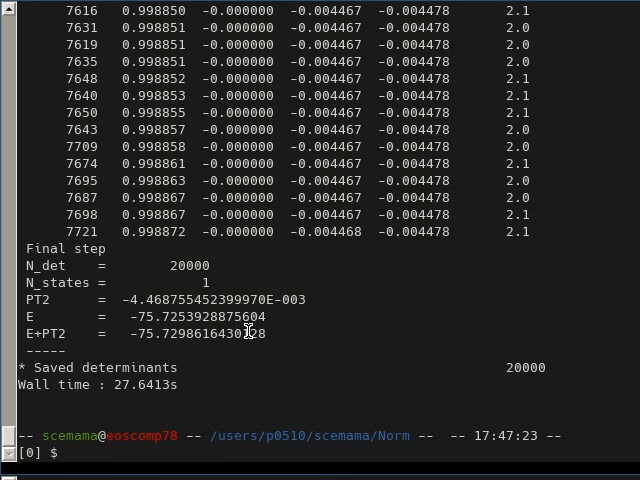 7616 0.998850 -0.000000 -0.004467 -0.004478 2.1
7631 0.998851 -0.000000 -0.004467 -0.004478 2.0
7619 0.998851 -0.000000 -0.004467 -0.004478 2.0
7635 0.998851 -0.000000 -0.004467 -0.004478 2.0
7648 0.998852 -0.000000 -0.004467 -0.004478 2.1
7640 0.998853 -0.000000 -0.004467 -0.004478 2.1
7650 0.998855 -0.000000 -0.004467 -0.004478 2.1
7643 0.998857 -0.000000 -0.004467 -0.004478 2.0
7709 0.998858 -0.000000 -0.004467 -0.004478 2.0
7674 0.998861 -0.000000 -0.004467 -0.004478 2.1
7695 0.998863 -0.000000 -0.004467 -0.004478 2.0
7687 0.998867 -0.000000 -0.004467 -0.004478 2.0
7698 0.998867 -0.000000 -0.004467 -0.004478 2.1
7721 0.998872 -0.000000 -0.004468 -0.004478 2.1
Final step
N_det = 20000
N_states = 1
PT2 = -4.468755452399970E-003
E = -75.7253928875604
E+PT2 =
-----
* Saved determinants 20000
Wall time : 27.6413s
-- scemama@eoscomp78 -- /users/p0510/scemama/Norm -- -- 17:47:23 --
[0] $